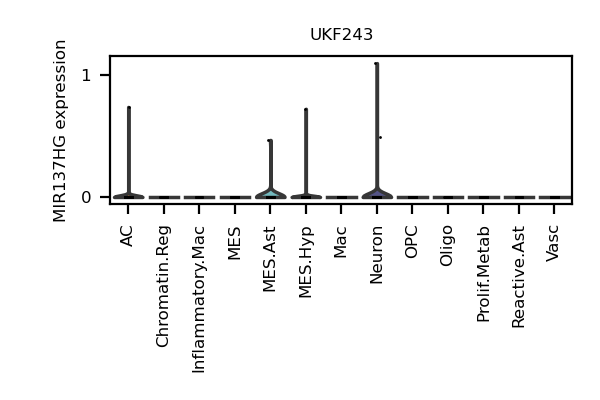 UKF243
MIR137HG expression
1
0
AC
Chromatin.Reg
Inflammatory.Mac
MES
MES.Ast
MES.Hyp
Mac
Neuron
OPC
Oligo
Prolif.Metab
Reactive.Ast
Vasc